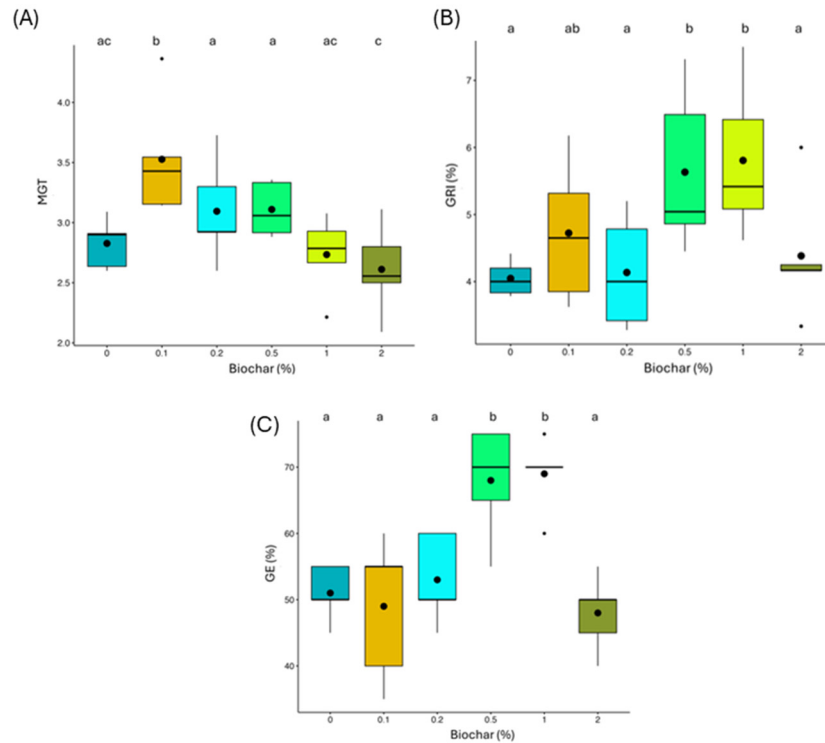 (A)
ac b a a ac c
MGT
4.0
3.5
3.0
2.5
2.0
0 0.1 0.2 0.5 1 2
Biochar (%)
(B)
a ab a b b a
GRI (%)
7
6
5
4
0 0.1 0.2 0.5 1 2
Biochar (%)
(C)
a a a b b a
GE (%)
70
60
50
40
0 0.1 0.2 0.5 1 2
Biochar (%)